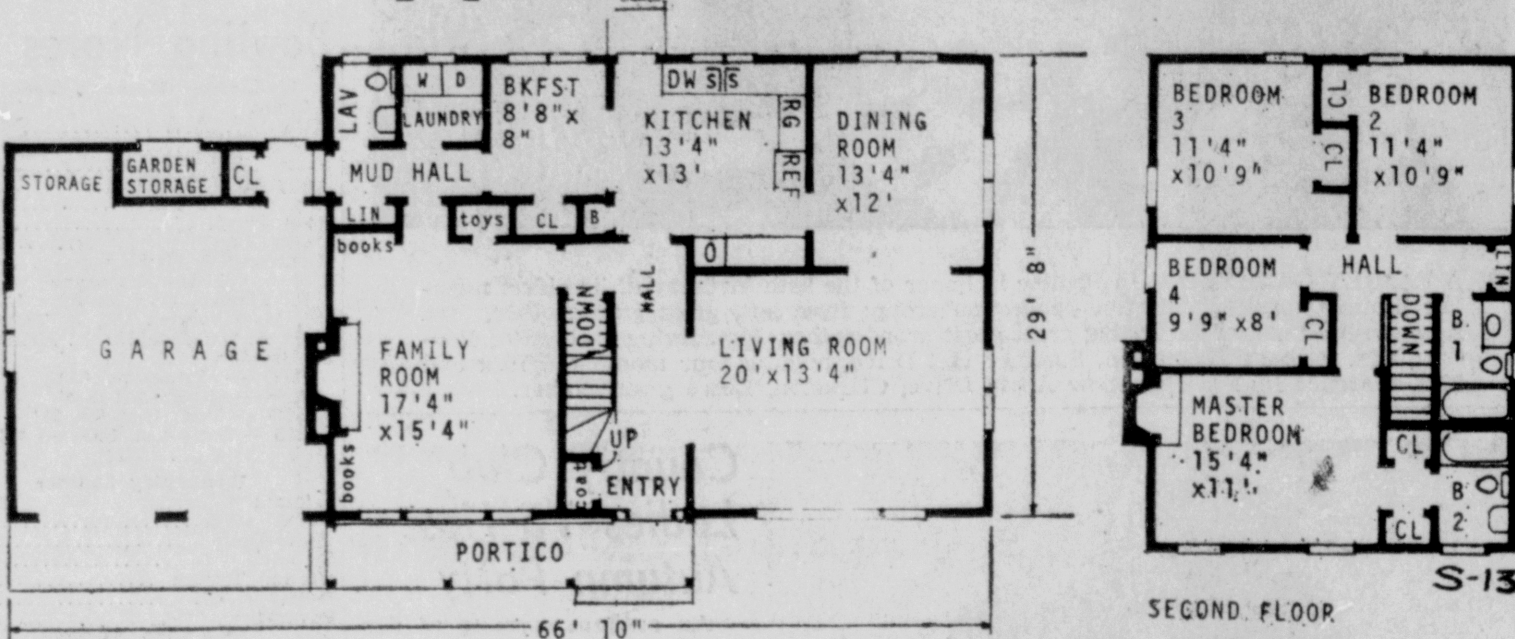 LAV
W D
LAUNDRY
BKFST
8'8"x
8"
DW S S
RG
REF
KITCHEN
13'4"
x13'
DINING
ROOM
13'4"
x12'
STORAGE
GARDEN
STORAGE
CL
MUD HALL
LIN
books
toys
CL
B
O
HALL
DOWN
GARAGE
FAMILY
ROOM
17'4"
x15'4"
books
LIVING ROOM
20'x13'4"
UP
coat
ENTRY
PORTICO
29' 8"
66' 10"
BEDROOM
3
11'4"
x10'9"
CL
CL
BEDROOM
2
11'4"
x10'9"
BEDROOM
4
9'9"x8'
CL
HALL
LIN
DOWN
B
1
MASTER
BEDROOM
15'4"
x11'
CL
CL
B
2
S-13
SECOND FLOOR